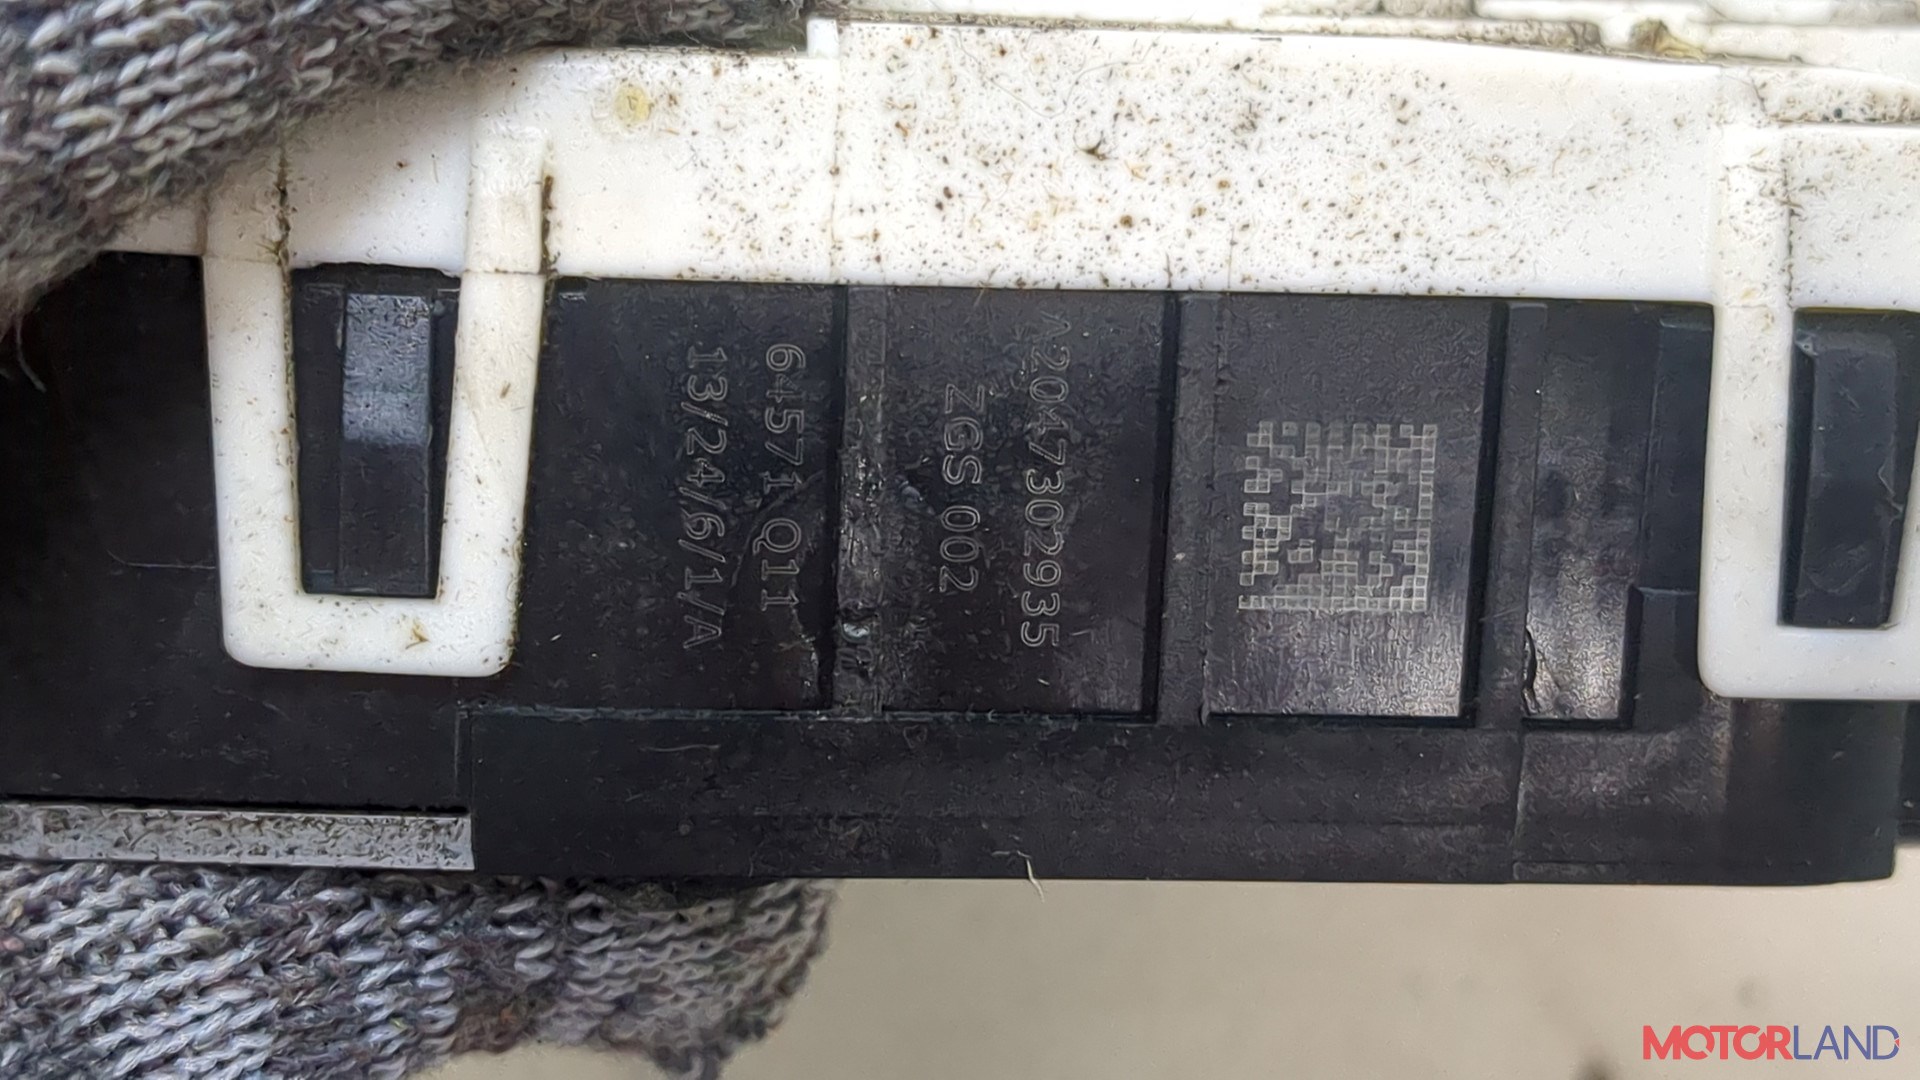 A2047302935
ZGS 002
64571 Q11
13/24/6/1/A
MOTORLAND